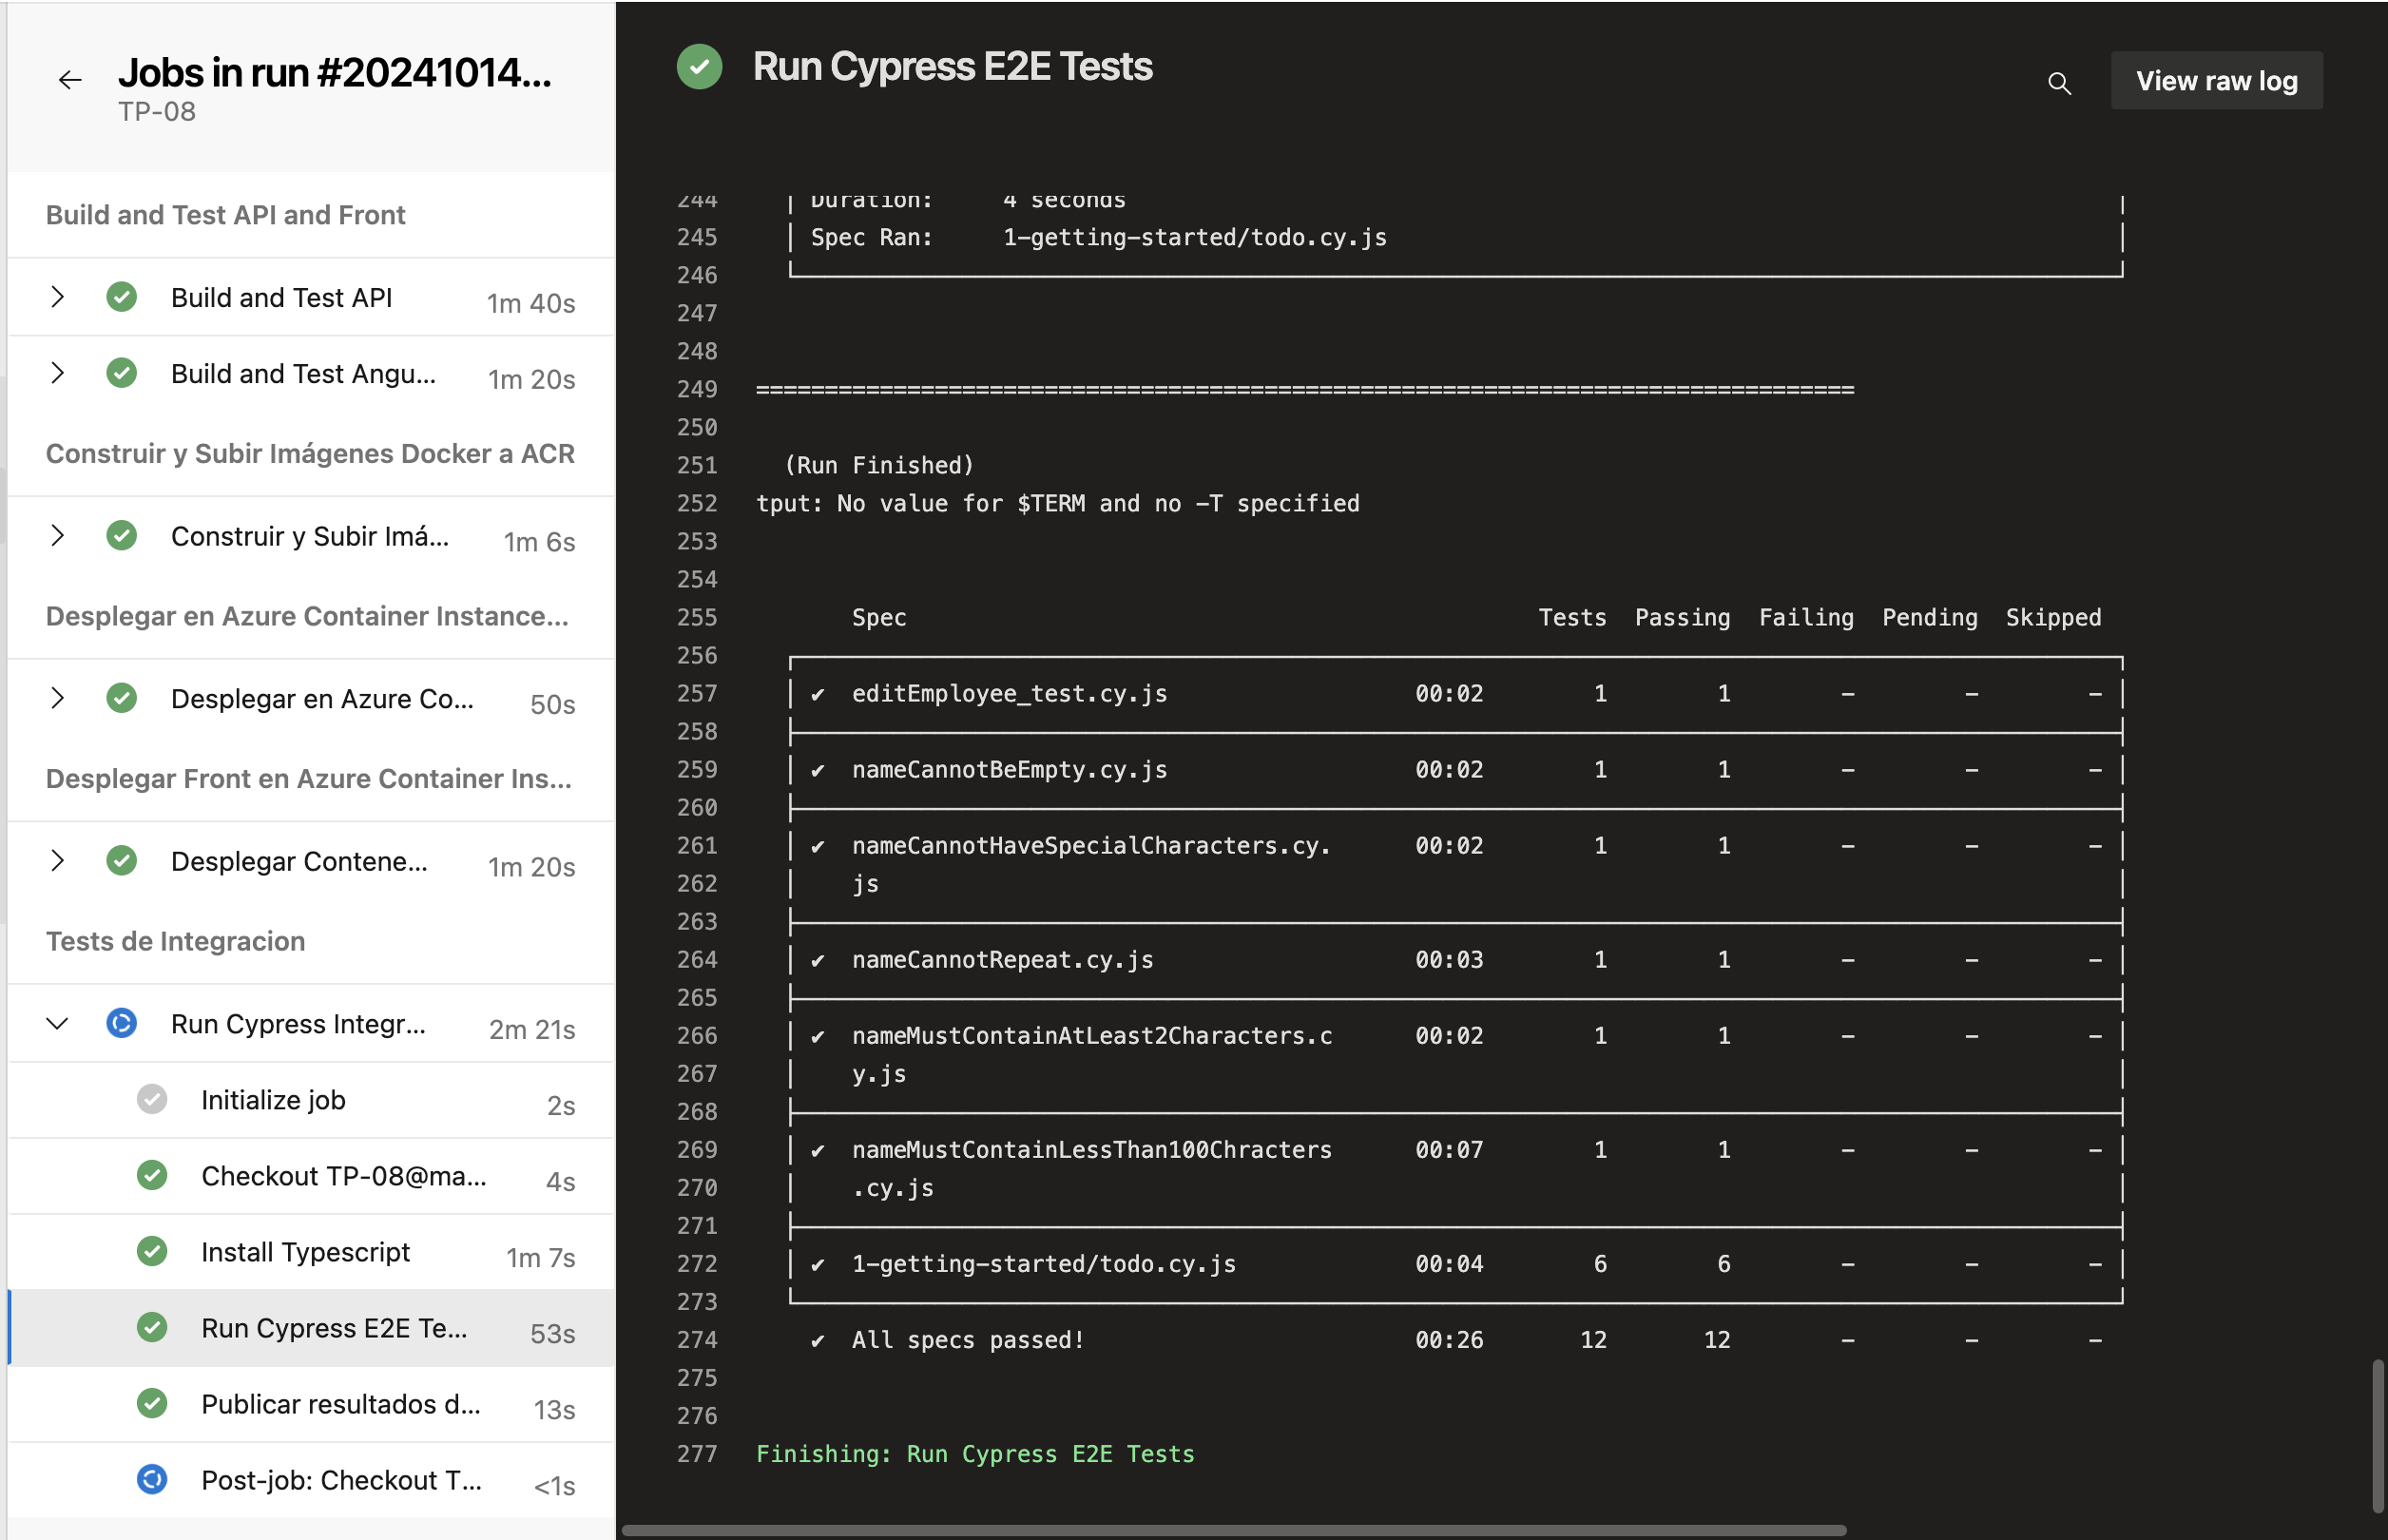 Jobs in run #20241014...
TP-08
Build and Test API and Front
Build and Test API 1m 40s
Build and Test Angu... 1m 20s
Construir y Subir Imágenes Docker a ACR
Construir y Subir Imá... 1m 6s
Desplegar en Azure Container Instance...
Desplegar en Azure Co... 50s
Desplegar Front en Azure Container Ins...
Desplegar Contene... 1m 20s
Tests de Integracion
Run Cypress Integr... 2m 21s
Initialize job 2s
Checkout TP-08@ma... 4s
Install Typescript 1m 7s
Run Cypress E2E Te... 53s
Publicar resultados d... 13s
Post-job: Checkout T... <1s
Run Cypress E2E Tests
View raw log
244 │ Duration: 4 seconds │
245 │ Spec Ran: 1-getting-started/todo.cy.js │
246
247
248
249 ================================================================================
250
251 (Run Finished)
252 tput: No value for $TERM and no -T specified
253
254
255 Spec Tests Passing Failing Pending Skipped
256
257 │ ✔ editEmployee_test.cy.js 00:02 1 1 - - - │
258
259 │ ✔ nameCannotBeEmpty.cy.js 00:02 1 1 - - - │
260
261 │ ✔ nameCannotHaveSpecialCharacters.cy. 00:02 1 1 - - - │
262 │ js │
263
264 │ ✔ nameCannotRepeat.cy.js 00:03 1 1 - - - │
265
266 │ ✔ nameMustContainAtLeast2Characters.c 00:02 1 1 - - - │
267 │ y.js │
268
269 │ ✔ nameMustContainLessThan100Chracters 00:07 1 1 - - - │
270 │ .cy.js │
271
272 │ ✔ 1-getting-started/todo.cy.js 00:04 6 6 - - - │
273
274 ✔ All specs passed! 00:26 12 12 - - -
275
276
277 Finishing: Run Cypress E2E Tests